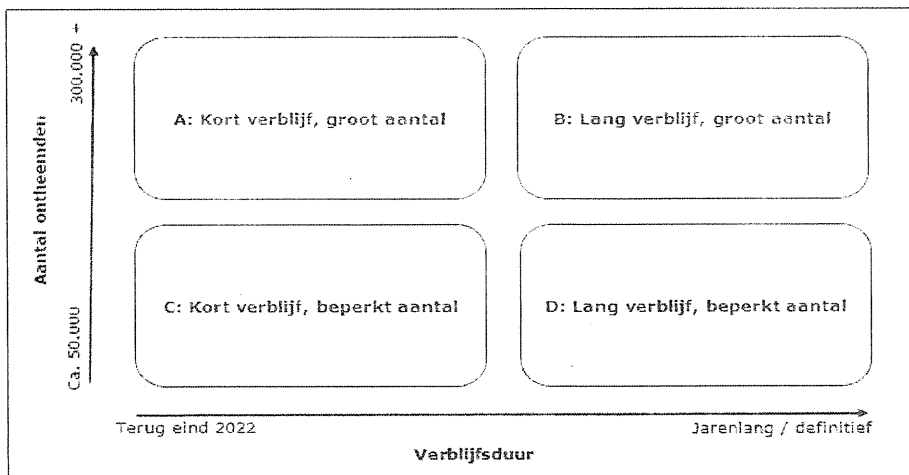 300.000 +
Aantal ontheemden
Ca. 50.000
A: Kort verblijf, groot aantal
B: Lang verblijf, groot aantal
C: Kort verblijf, beperkt aantal
D: Lang verblijf, beperkt aantal
Terug eind 2022
Jarenlang / definitief
Verblijfsduur